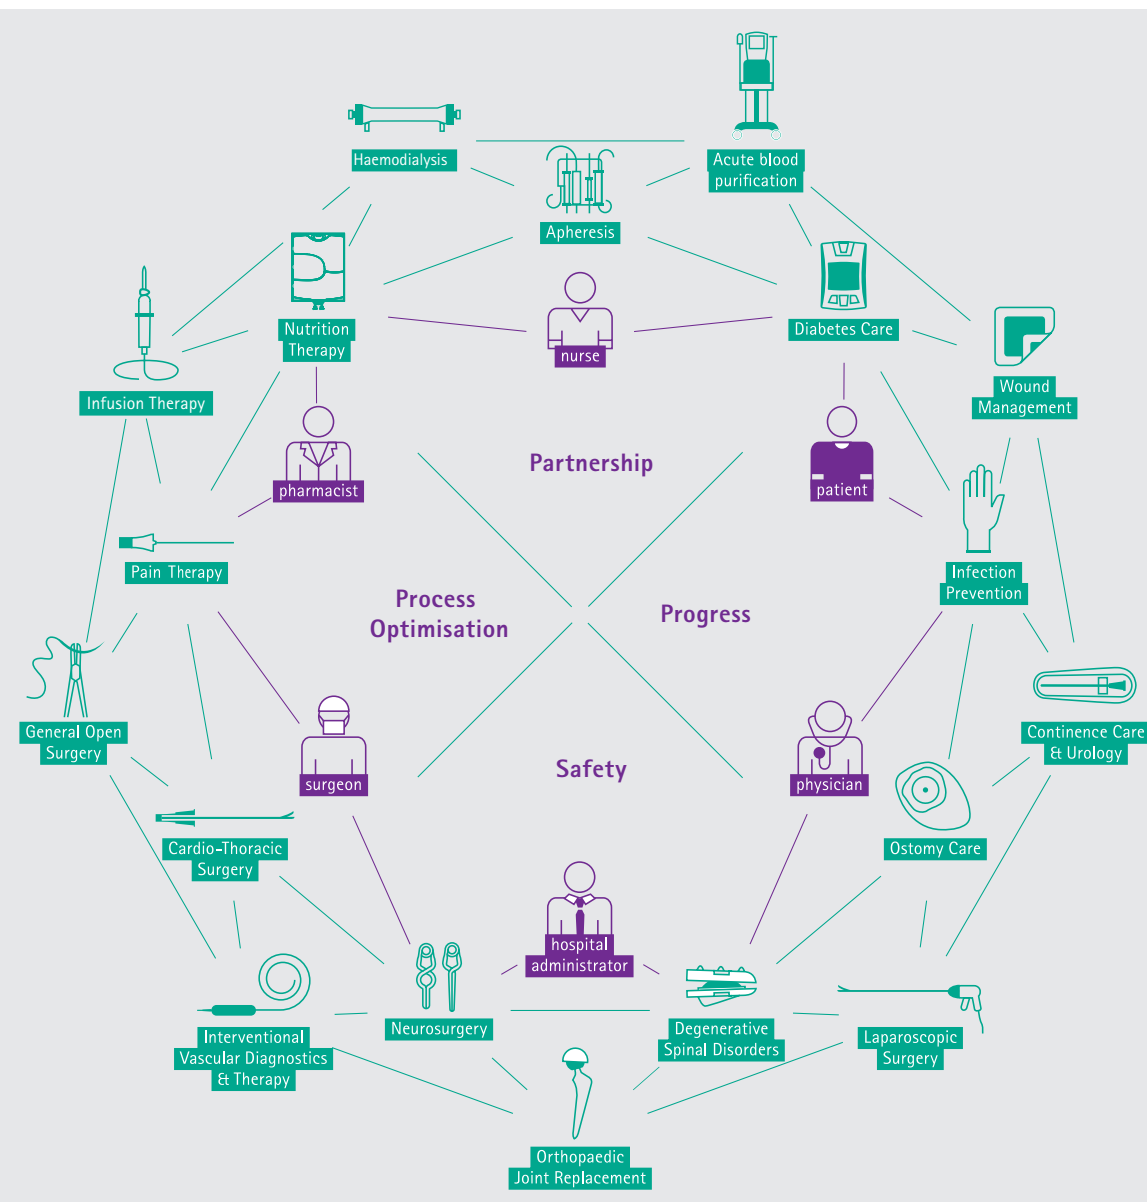 Haemodialysis
Acute blood
purification
Apheresis
Nutrition
Therapy
nurse
Diabetes Care
Infusion Therapy
Wound
Management
pharmacist
Partnership
patient
Pain Therapy
Infection
Prevention
Process
Optimisation
Progress
General Open
Surgery
surgeon
Safety
physician
Continence Care
& Urology
Cardio-Thoracic
Surgery
Ostomy Care
hospital
administrator
Interventional
Vascular Diagnostics
& Therapy
Neurosurgery
Degenerative
Spinal Disorders
Laparoscopic
Surgery
Orthopaedic
Joint Replacement